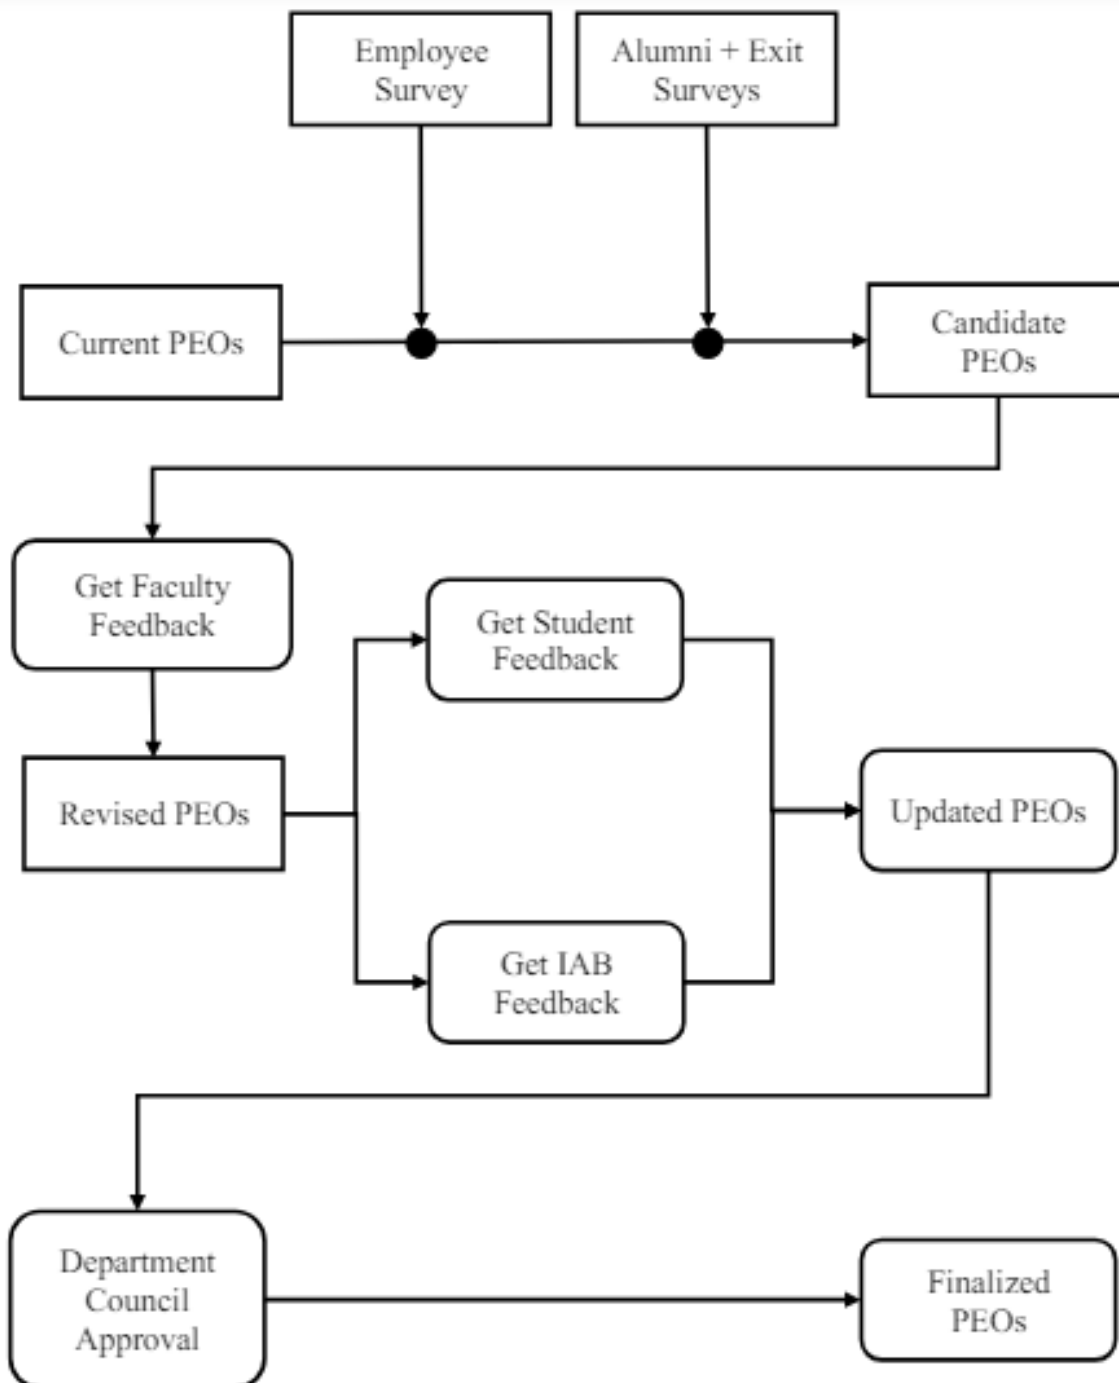 Employee
Survey
Alumni + Exit
Surveys
Current PEOs
Candidate
PEOs
Get Faculty
Feedback
Get Student
Feedback
Revised PEOs
Updated PEOs
Get IAB
Feedback
Department
Council
Approval
Finalized
PEOs